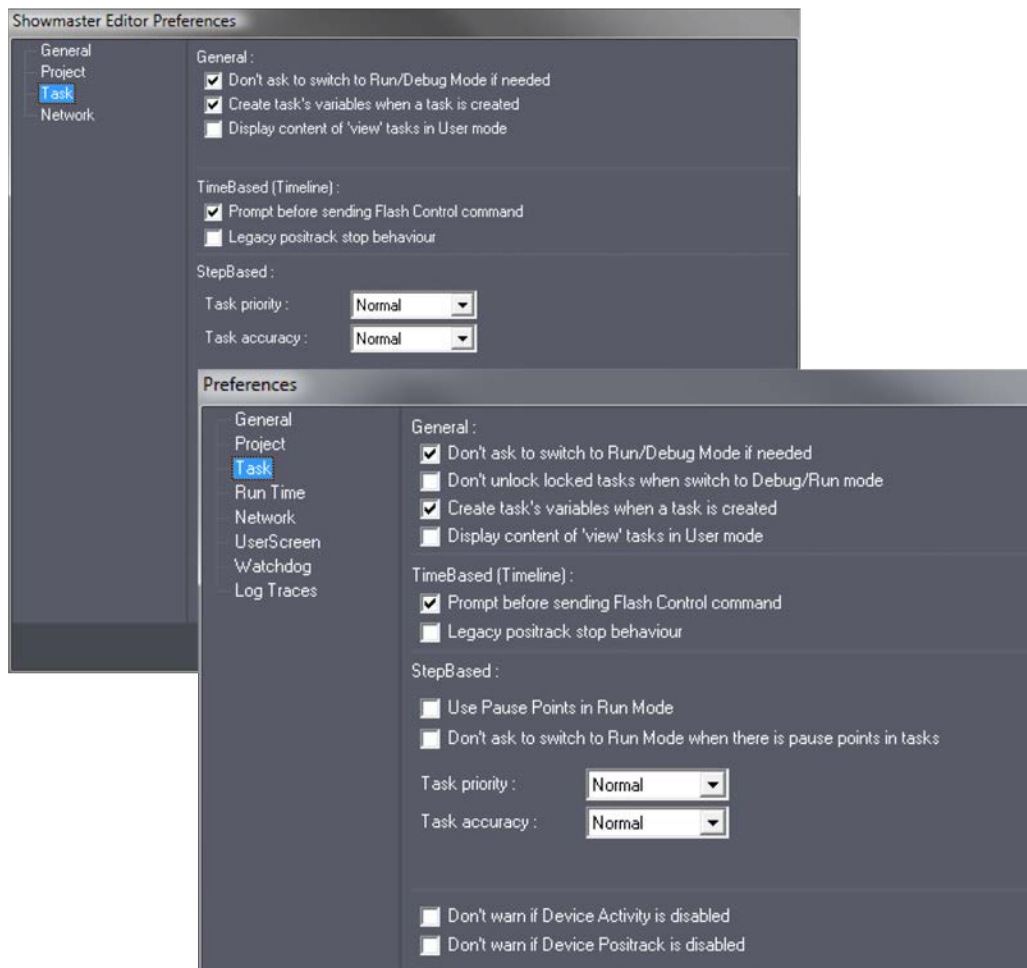 Showmaster Editor Preferences
General
Project
Task
Network
General :
Don't ask to switch to Run/Debug Mode if needed
Create task's variables when a task is created
Display content of 'view' tasks in User mode
TimeBased (Timeline) :
Prompt before sending Flash Control command
Legacy positrack stop behaviour
StepBased :
Task priority : Normal
Task accuracy : Normal
Preferences
General
Project
Task
Run Time
Network
UserScreen
Watchdog
Log Traces
General :
Don't ask to switch to Run/Debug Mode if needed
Don't unlock locked tasks when switch to Debug/Run mode
Create task's variables when a task is created
Display content of 'view' tasks in User mode
TimeBased (Timeline) :
Prompt before sending Flash Control command
Legacy positrack stop behaviour
StepBased :
Use Pause Points in Run Mode
Don't ask to switch to Run Mode when there is pause points in tasks
Task priority : Normal
Task accuracy : Normal
Don't warn if Device Activity is disabled
Don't warn if Device Positrack is disabled